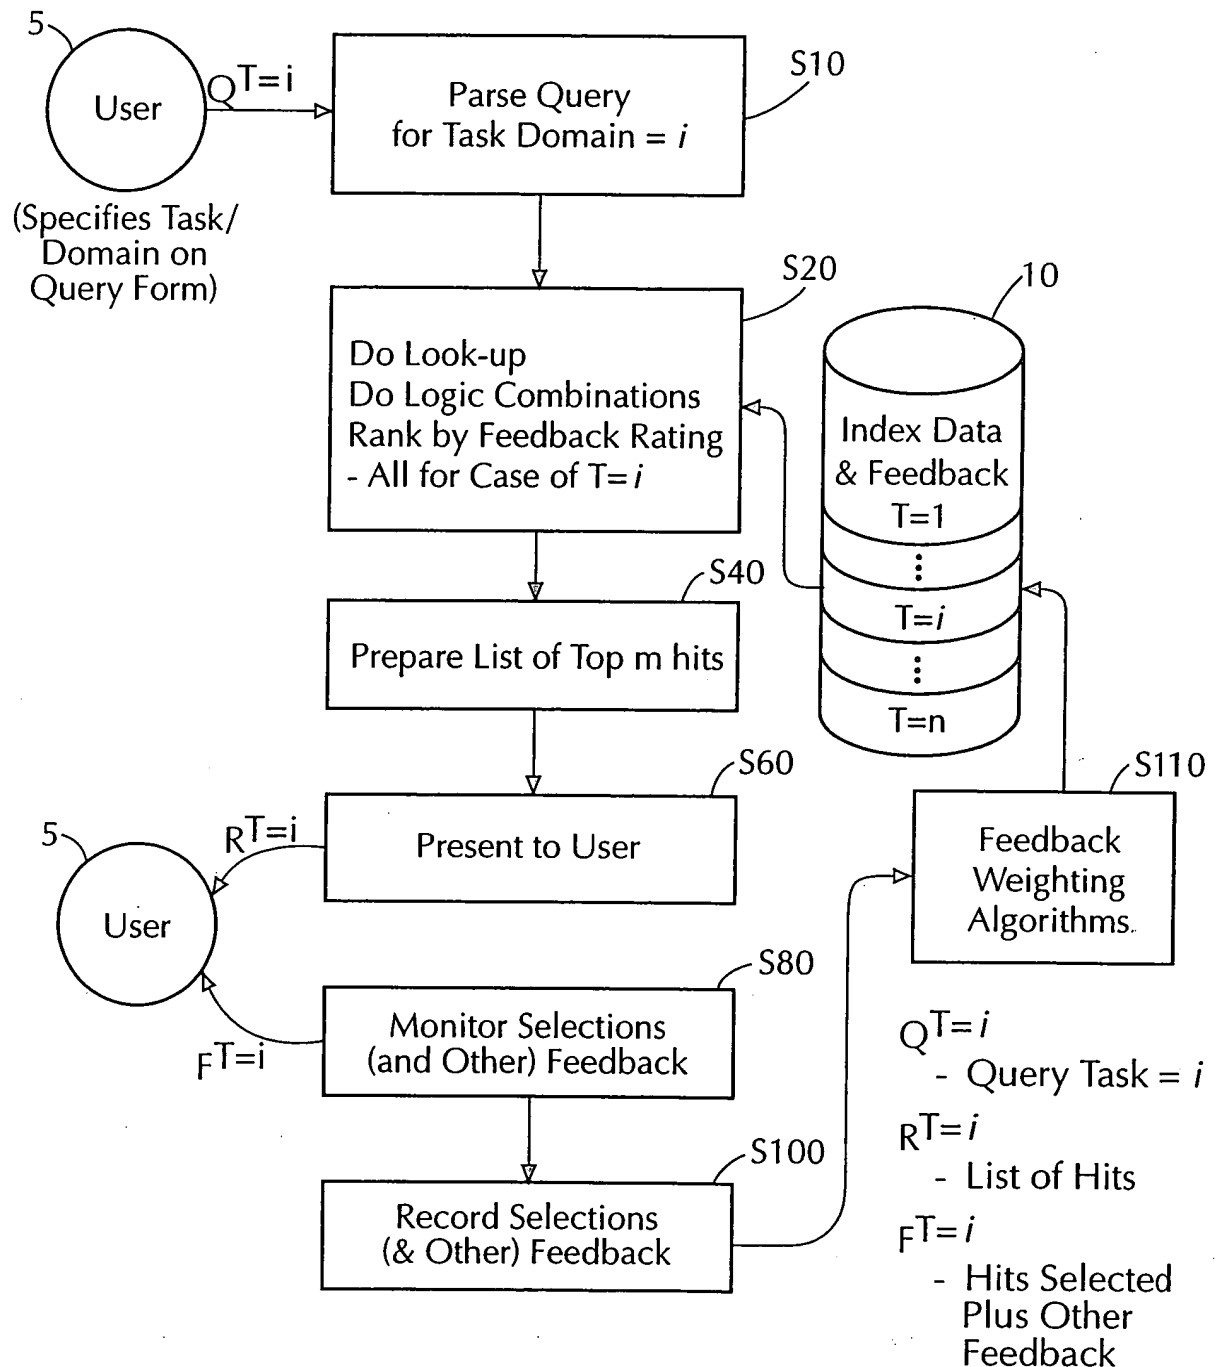 5
User
QT=i
(Specifies Task/
Domain on
Query Form)
Parse Query
for Task Domain = i
S10
Do Look-up
Do Logic Combinations
Rank by Feedback Rating
- All for Case of T=i
S20
10
Index Data
& Feedback
T=1
⋮
T=i
⋮
T=n
Prepare List of Top m hits
S40
Present to User
S60
RT=i
5
User
FT=i
Monitor Selections
(and Other) Feedback
S80
Record Selections
(& Other) Feedback
S100
Feedback
Weighting
Algorithms
S110
QT=i
- Query Task = i
RT=i
- List of Hits
FT=i
- Hits Selected
Plus Other
Feedback